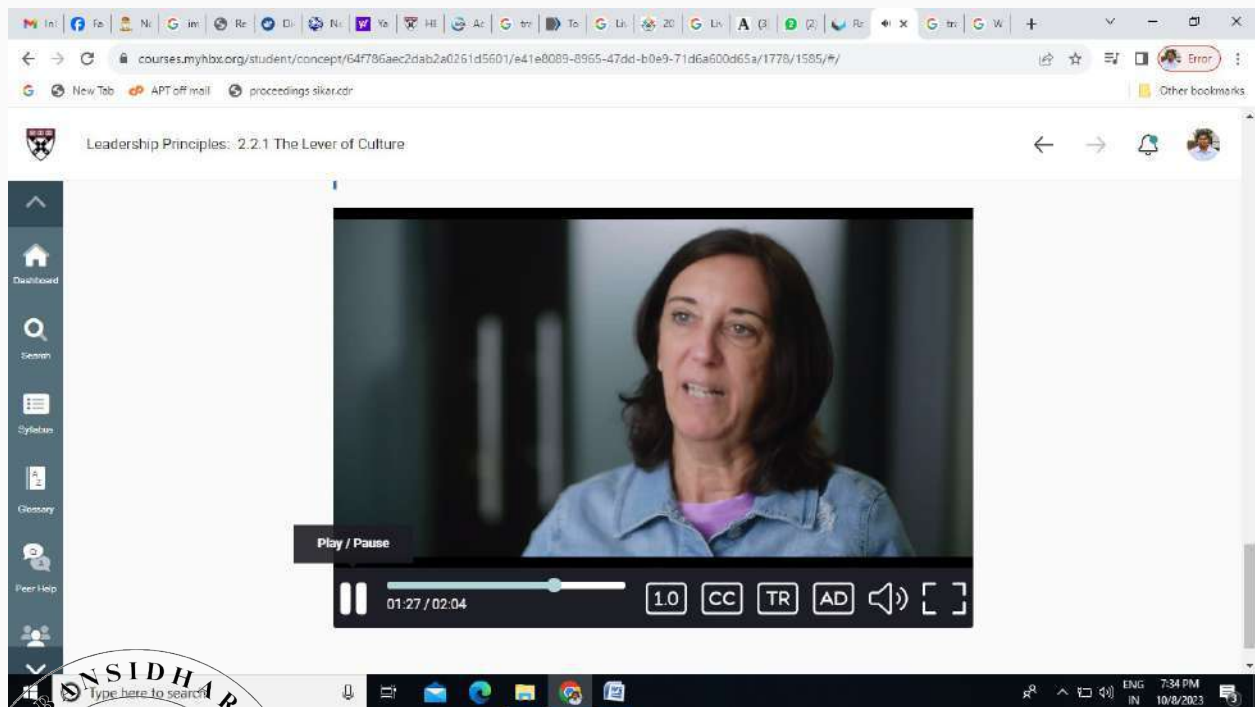 courses.myhbx.org/student/concept/64f786aec2dab2a0261d5601/e41e8089-8965-47dd-b0e9-71d6a600d65a/1778/1585/#/
Error
New Tab
APT off mail
proceedings sikar.cdr
Other bookmarks
Leadership Principles: 2.2.1 The Lever of Culture
Dashboard
Search
Syllabus
Glossary
Peer Help
Play / Pause
01:27 / 02:04
1.0
CC
TR
AD
Type here to search
ENG
IN
7:34 PM
10/8/2023